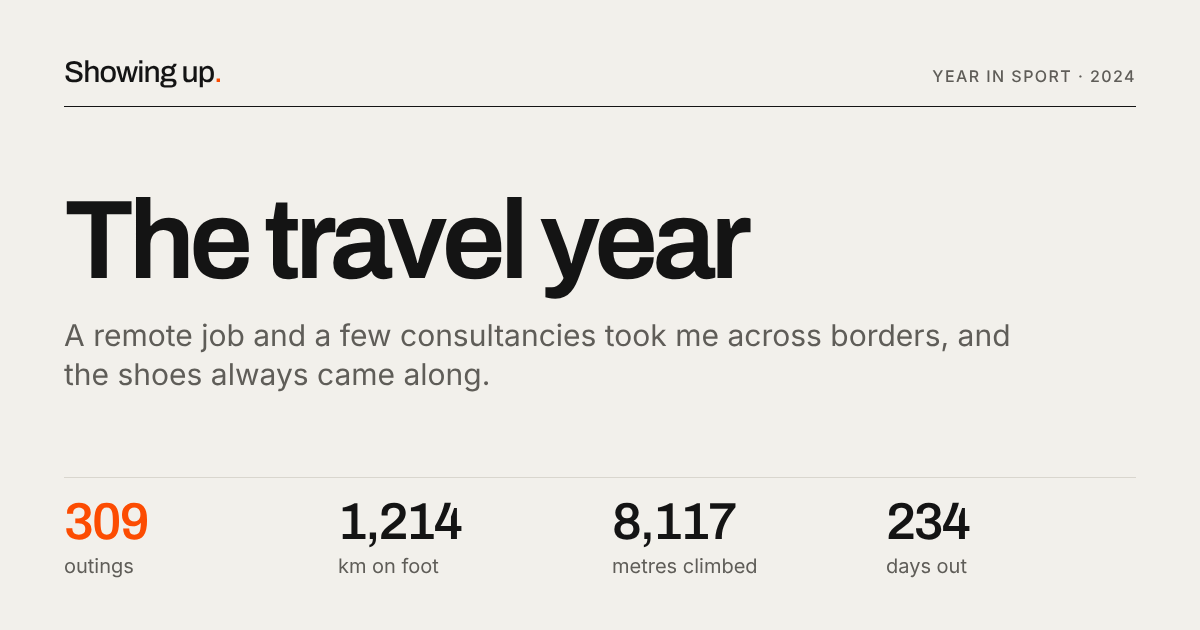 Showing up.
YEAR IN SPORT · 2024
The travel year
A remote job and a few consultancies took me across borders, and
the shoes always came along.
309
outings
1,214
km on foot
8,117
metres climbed
234
days out